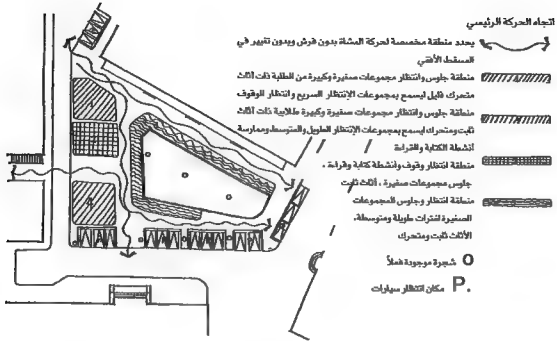 اتجاه الحركة الرئيسي
يحدد منطقة مخصصة لحركة المشاة بدون فرش وبدون تغيير في
المسقط الأفقي
منطقة جلوس وانتظار مجموعات صغيرة وكبيرة من الطلبة ذات أثاث
متحرك قليل ليسمح بمجموعات الإنتظار السريع وانتظار الوقوف
منطقة جلوس وانتظار مجموعات صغيرة وكبيرة طلابية ذات أثاث
ثابت ومتحرك ليسمح بمجموعات الإنتظار الطويل والمتوسط وممارسة
أنشطة الكتابة والقراءة
منطقة انتظار وقوف وأنشطة كتابة وقراءة .
جلوس مجموعات صغيرة ، أثاث ثابت
منطقة انتظار وجلوس المجموعات
الصغيرة لفترات طويلة ومتوسطة.
الأثاث ثابت ومتحرك
O شجرة موجودة فعلاً
P. مكان انتظار سيارات